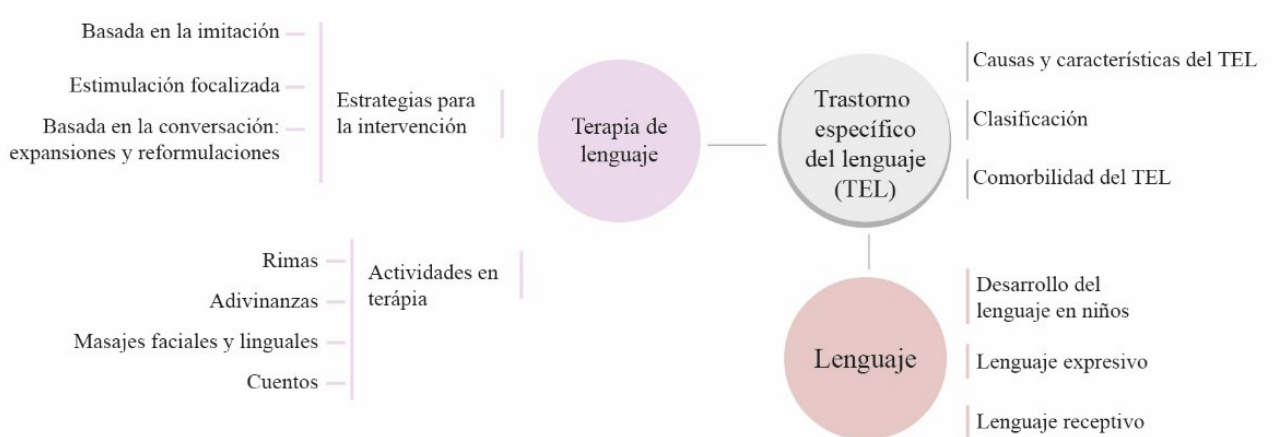 Basada en la imitación
Estimulación focalizada
Basada en la conversación:
expansiones y reformulaciones
Estrategias para
la intervención
Rimas
Adivinanzas
Masajes faciales y linguales
Cuentos
Actividades en
terápia
Terapia de
lenguaje
Trastorno
específico
del lenguaje
(TEL)
Causas y características del TEL
Clasificación
Comorbilidad del TEL
Lenguaje
Desarrollo del
lenguaje en niños
Lenguaje expresivo
Lenguaje receptivo